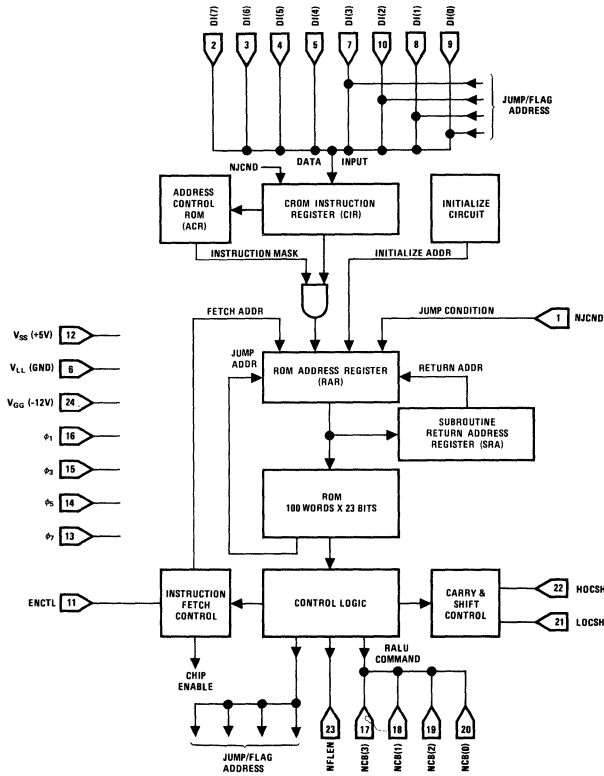 DI(7) DI(6) DI(5) DI(4) DI(3) DI(2) DI(1) DI(0)
2 3 4 5 7 10 8 9
JUMP/FLAG
ADDRESS
DATA INPUT
NJCND
ADDRESS
CONTROL
ROM
(ACR)
CROM INSTRUCTION
REGISTER (CIR)
INITIALIZE
CIRCUIT
INSTRUCTION MASK
INITIALIZE ADDR
FETCH ADDR
JUMP CONDITION
1 NJCND
VSS (+5V) 12
JUMP
ADDR
ROM ADDRESS REGISTER
(RAR)
RETURN ADDR
VLL (GND) 6
VGG (-12V) 24
SUBROUTINE
RETURN ADDRESS
REGISTER (SRA)
ϕ1 16
ϕ3 15
ϕ5 14
ϕ7 13
ROM
100 WORDS X 23 BITS
ENCTL 11
INSTRUCTION
FETCH
CONTROL
CONTROL LOGIC
CARRY &
SHIFT
CONTROL
22 HOCSH
21 LOCSH
RALU
COMMAND
CHIP
ENABLE
23 17 18 19 20
JUMP/FLAG
ADDRESS
NFLEN NCB(3) NCB(1) NCB(2) NCB(0)